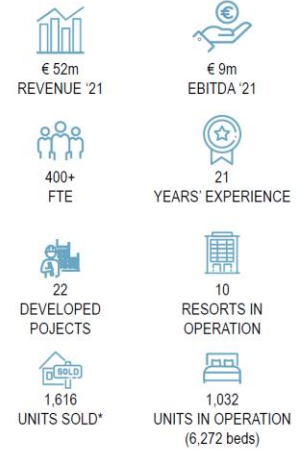 € 52m
REVENUE ‘21
€ 9m
EBITDA ‘21
400+
FTE
21
YEARS’ EXPERIENCE
22
DEVELOPED
POJECTS
10
RESORTS IN
OPERATION
SOLD
1,616
UNITS SOLD*
1,032
UNITS IN OPERATION
(6,272 beds)